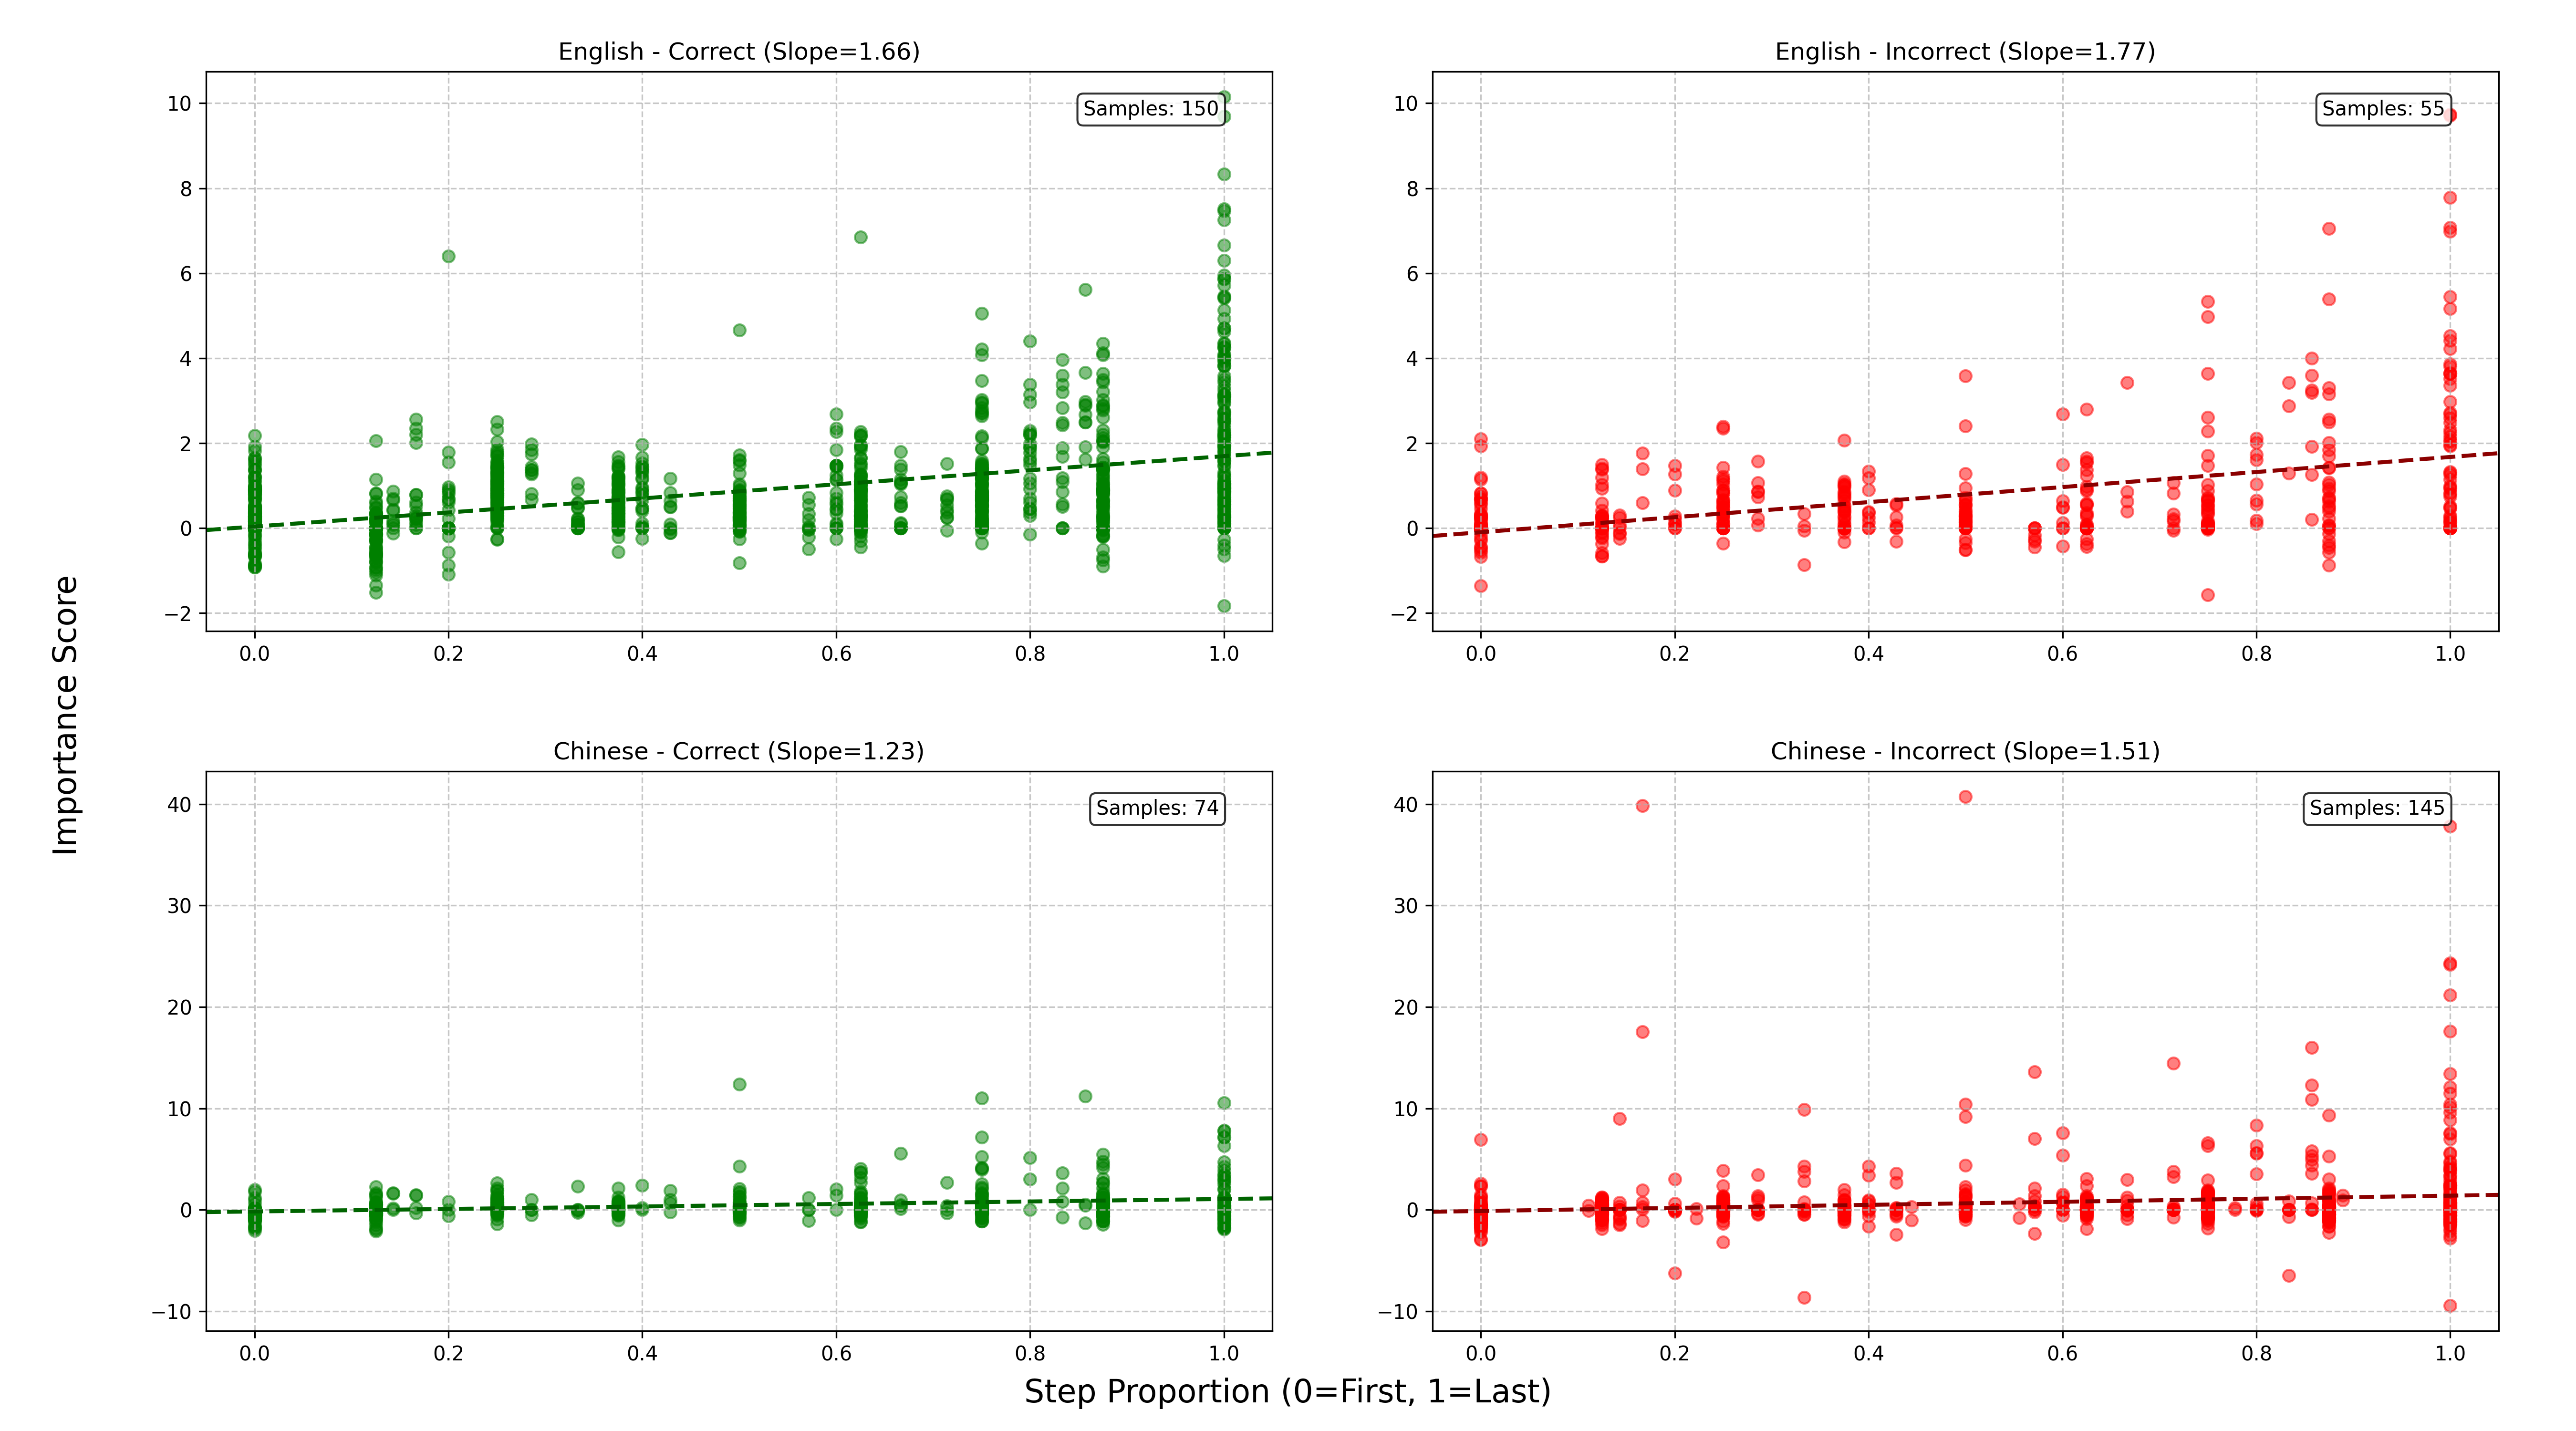 English - Correct (Slope=1.66)
Samples: 150
10
8
6
4
2
0
−2
0.0 0.2 0.4 0.6 0.8 1.0
English - Incorrect (Slope=1.77)
Samples: 55
10
8
6
4
2
0
−2
0.0 0.2 0.4 0.6 0.8 1.0
Importance Score
Chinese - Correct (Slope=1.23)
Samples: 74
40
30
20
10
0
−10
0.0 0.2 0.4 0.6 0.8 1.0
Chinese - Incorrect (Slope=1.51)
Samples: 145
40
30
20
10
0
−10
0.0 0.2 0.4 0.6 0.8 1.0
Step Proportion (0=First, 1=Last)